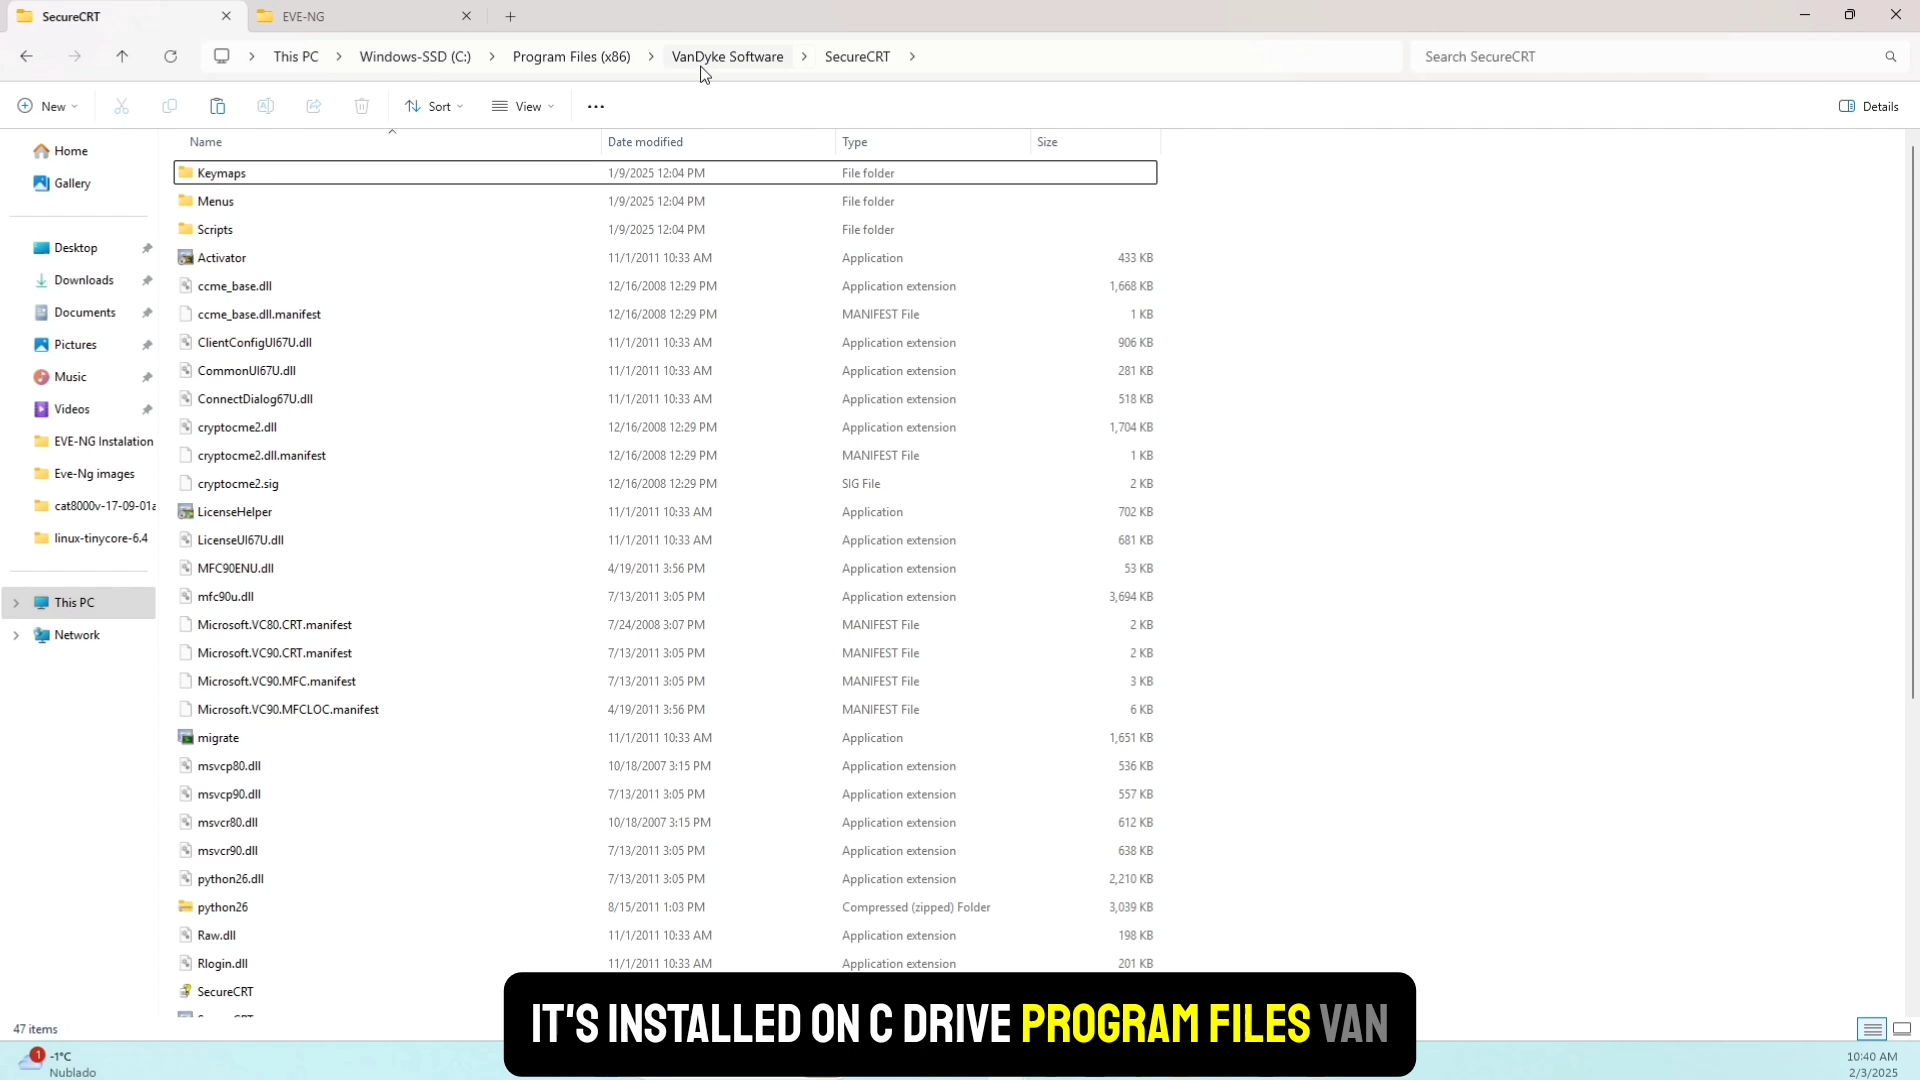 SecureCRT
EVE-NG
This PC > Windows-SSD (C:) > Program Files (x86) > VanDyke Software > SecureCRT >
Search SecureCRT
New
Sort
View
Details
Name Date modified Type Size
Home
Gallery
Desktop
Downloads
Documents
Pictures
Music
Videos
EVE-NG Instalation
Eve-Ng images
cat8000v-17-09-01a
linux-tinycore-6.4
This PC
Network
Keymaps 1/9/2025 12:04 PM File folder
Menus 1/9/2025 12:04 PM File folder
Scripts 1/9/2025 12:04 PM File folder
Activator 11/1/2011 10:33 AM Application 433 KB
ccme_base.dll 12/16/2008 12:29 PM Application extension 1,668 KB
ccme_base.dll.manifest 12/16/2008 12:29 PM MANIFEST File 1 KB
ClientConfigUI67U.dll 11/1/2011 10:33 AM Application extension 906 KB
CommonUI67U.dll 11/1/2011 10:33 AM Application extension 281 KB
ConnectDialog67U.dll 11/1/2011 10:33 AM Application extension 518 KB
cryptocme2.dll 12/16/2008 12:29 PM Application extension 1,704 KB
cryptocme2.dll.manifest 12/16/2008 12:29 PM MANIFEST File 1 KB
cryptocme2.sig 12/16/2008 12:29 PM SIG File 2 KB
LicenseHelper 11/1/2011 10:33 AM Application 702 KB
LicenseUI67U.dll 11/1/2011 10:33 AM Application extension 681 KB
MFC90ENU.dll 4/19/2011 3:56 PM Application extension 53 KB
mfc90u.dll 7/13/2011 3:05 PM Application extension 3,694 KB
Microsoft.VC80.CRT.manifest 7/24/2008 3:07 PM MANIFEST File 2 KB
Microsoft.VC90.CRT.manifest 7/13/2011 3:05 PM MANIFEST File 2 KB
Microsoft.VC90.MFC.manifest 7/13/2011 3:05 PM MANIFEST File 3 KB
Microsoft.VC90.MFCLOC.manifest 4/19/2011 3:56 PM MANIFEST File 6 KB
migrate 11/1/2011 10:33 AM Application 1,651 KB
msvcp80.dll 10/18/2007 3:15 PM Application extension 536 KB
msvcp90.dll 7/13/2011 3:05 PM Application extension 557 KB
msvcr80.dll 10/18/2007 3:15 PM Application extension 612 KB
msvcr90.dll 7/13/2011 3:05 PM Application extension 638 KB
python26.dll 7/13/2011 3:05 PM Application extension 2,210 KB
python26 8/15/2011 1:03 PM Compressed (zipped) Folder 3,039 KB
Raw.dll 11/1/2011 10:33 AM Application extension 198 KB
Rlogin.dll 11/1/2011 10:33 AM Application extension 201 KB
SecureCRT
IT'S INSTALLED ON C DRIVE PROGRAM FILES VAN
47 items
1
-1°C
Nublado
10:40 AM
2/3/2025